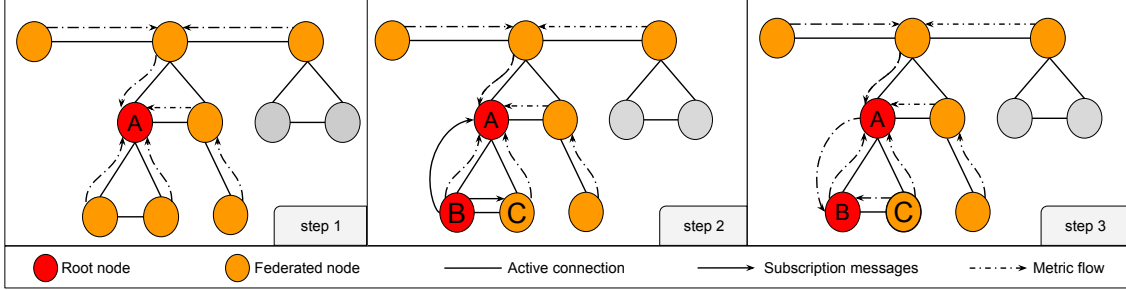 A
step 1
A
B
C
step 2
A
B
C
step 3
Root node
Federated node
Active connection
Subscription messages
Metric flow